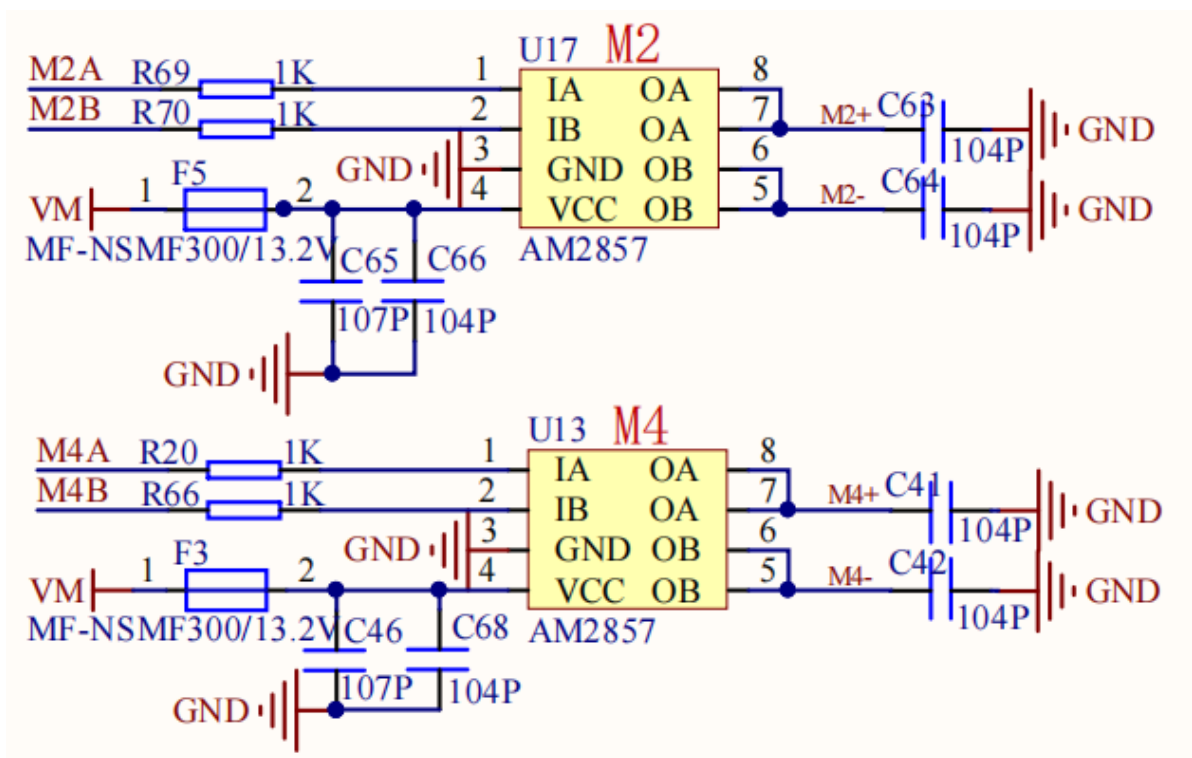 U17 M2
M2A R69 1K 1 IA OA 8
M2B R70 1K 2 IB OA 7 M2+ C63 104P GND
GND 3 GND OB 6
VM 1 F5 2 4 VCC OB 5 M2- C64 104P GND
MF-NSMF300/13.2V AM2857
C65 C66
107P 104P
GND
U13 M4
M4A R20 1K 1 IA OA 8
M4B R66 1K 2 IB OA 7 M4+ C41 104P GND
GND 3 GND OB 6
VM 1 F3 2 4 VCC OB 5 M4- C42 104P GND
MF-NSMF300/13.2V AM2857
C46 C68
107P 104P
GND